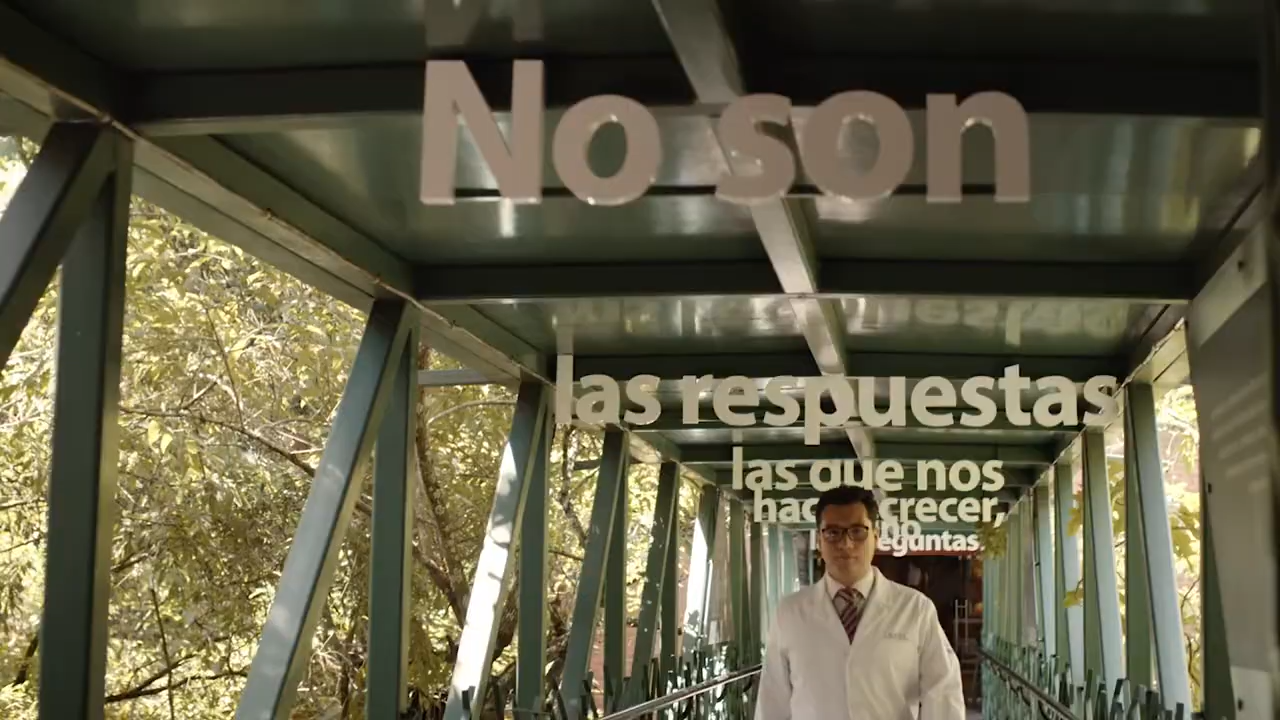 No son
las respuestas
las que nos
crecer,